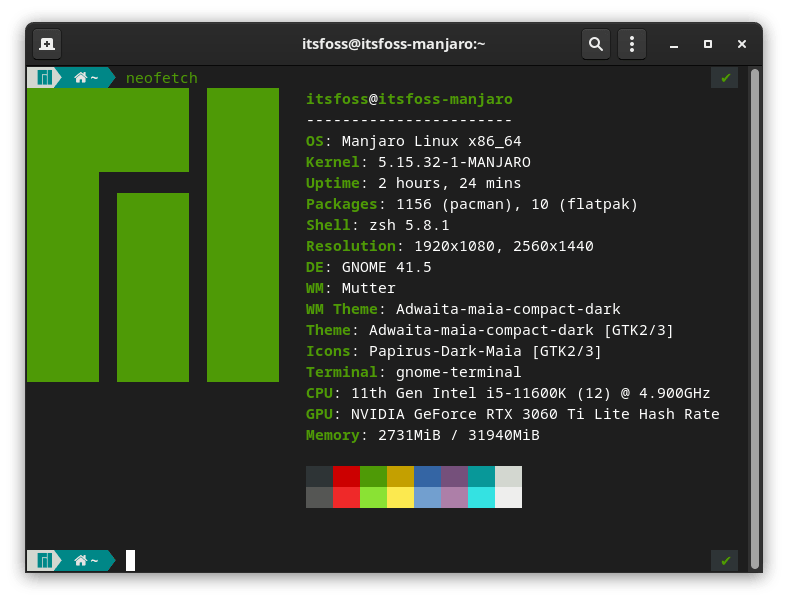 itsfoss@itsfoss-manjaro:~
~ neofetch ✔
itsfoss@itsfoss-manjaro
-----------------------
OS: Manjaro Linux x86_64
Kernel: 5.15.32-1-MANJARO
Uptime: 2 hours, 24 mins
Packages: 1156 (pacman), 10 (flatpak)
Shell: zsh 5.8.1
Resolution: 1920x1080, 2560x1440
DE: GNOME 41.5
WM: Mutter
WM Theme: Adwaita-maia-compact-dark
Theme: Adwaita-maia-compact-dark [GTK2/3]
Icons: Papirus-Dark-Maia [GTK2/3]
Terminal: gnome-terminal
CPU: 11th Gen Intel i5-11600K (12) @ 4.900GHz
GPU: NVIDIA GeForce RTX 3060 Ti Lite Hash Rate
Memory: 2731MiB / 31940MiB
~ ✔